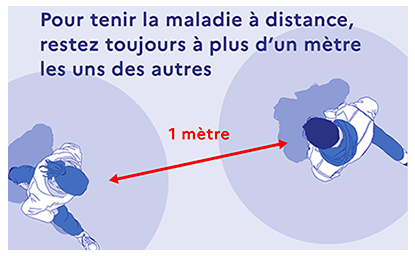 Pour tenir la maladie à distance,
restez toujours à plus d’un mètre
les uns des autres
1 mètre